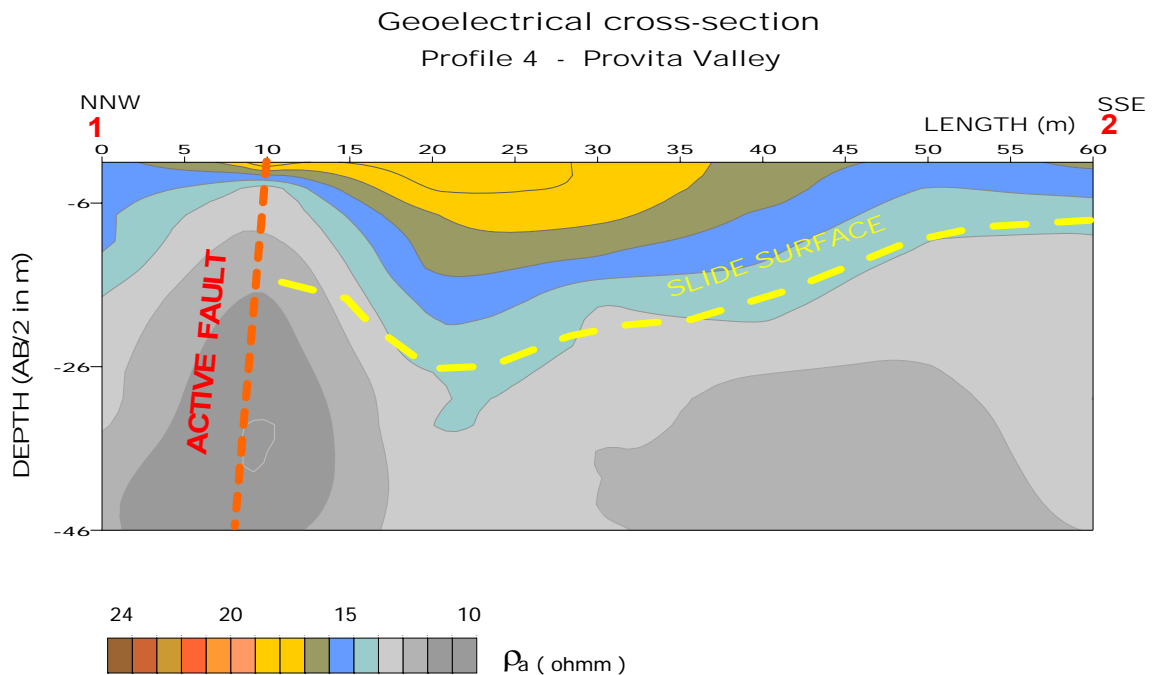 Geoelectrical cross-section
Profile 4 - Provita Valley
NNW
SSE
1
LENGTH (m)
2
0 5 10 15 20 25 30 35 40 45 50 55 60
-6
-26
-46
DEPTH (AB/2 in m)
ACTIVE FAULT
SLIDE SURFACE
24 20 15 10
ρa ( ohmm )